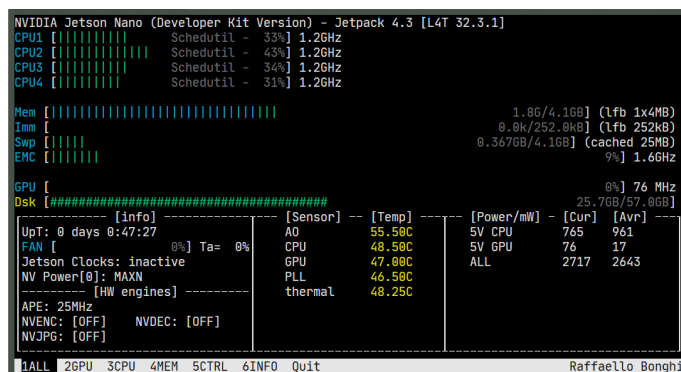 NVIDIA Jetson Nano (Developer Kit Version) - Jetpack 4.3 [L4T 32.3.1]
CPU1 [||||||||||      Schedutil - 33%] 1.2GHz
CPU2 [|||||||||||||   Schedutil - 43%] 1.2GHz
CPU3 [||||||||||      Schedutil - 34%] 1.2GHz
CPU4 [|||||||||       Schedutil - 31%] 1.2GHz
Mem [||||||||||||||||||||||||||||||||| 1.8G/4.1GB] (lfb 1x4MB)
Imm [ 0.0k/252.0kB] (lfb 252kB)
Swp [||||| 0.367GB/4.1GB] (cached 25MB)
EMC [||||||| 9%] 1.6GHz
GPU [ 0%] 76 MHz
Dsk [####################################### 25.7GB/57.0GB]
[info] [Sensor] -- [Temp] [Power/mW] - [Cur] [Avr]
UpT: 0 days 0:47:27 AO 55.50C 5V CPU 765 961
FAN [ 0%] Ta= 0% CPU 48.50C 5V GPU 76 17
Jetson Clocks: inactive GPU 47.00C ALL 2717 2643
NV Power[0]: MAXN PLL 46.50C
[HW engines] thermal 48.25C
APE: 25MHz
NVENC: [OFF] NVDEC: [OFF]
NVJPG: [OFF]
1ALL 2GPU 3CPU 4MEM 5CTRL 6INFO Quit Raffaello Bonghi